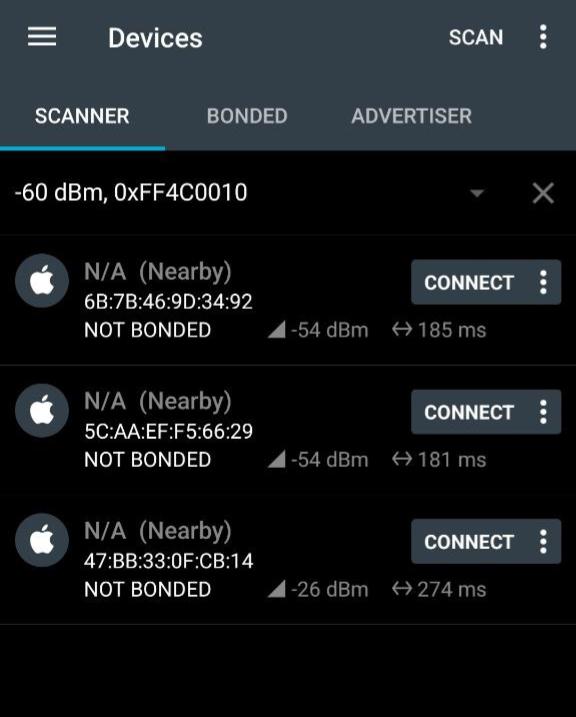 Devices SCAN
SCANNER BONDED ADVERTISER
-60 dBm, 0xFF4C0010
N/A (Nearby)
6B:7B:46:9D:34:92
CONNECT
NOT BONDED -54 dBm 185 ms
N/A (Nearby)
5C:AA:EF:F5:66:29
CONNECT
NOT BONDED -54 dBm 181 ms
N/A (Nearby)
47:BB:33:0F:CB:14
CONNECT
NOT BONDED -26 dBm 274 ms